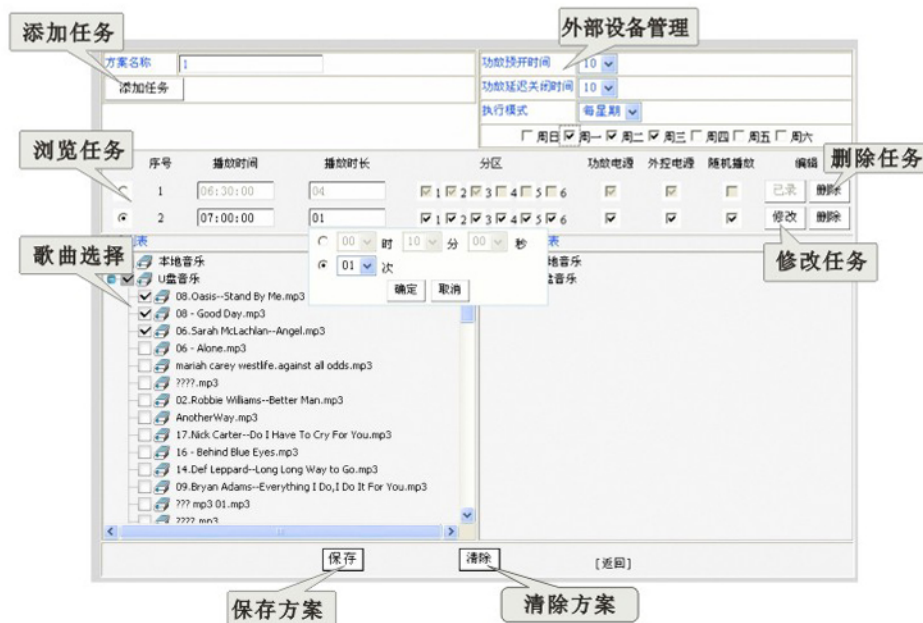 添加任务
外部设备管理
方案名称 1
添加任务
功放预开时间 10
功放延迟关闭时间 10
执行模式 每星期
周日 周一 周二 周三 周四 周五 周六
浏览任务
删除任务
序号 播放时间 播放时长 分区 功放电源 外控电源 随机播放 编辑
1 06:30:00 04 1 2 3 4 5 6 已录 删除
2 07:00:00 01 1 2 3 4 5 6 修改 删除
歌曲选择
修改任务
表
本地音乐
U盘音乐
00 时 10 分 00 秒
01 次
确定 取消
表
地音乐
盘音乐
08.Oasis--Stand By Me.mp3
08 - Good Day.mp3
06.Sarah McLachlan--Angel.mp3
06 - Alone.mp3
mariah carey westlife.against all odds.mp3
????.mp3
02.Robbie Williams--Better Man.mp3
AnotherWay.mp3
17.Nick Carter--Do I Have To Cry For You.mp3
16 - Behind Blue Eyes.mp3
14.Def Leppard--Long Long Way to Go.mp3
09.Bryan Adams--Everything I Do,I Do It For You.mp3
??? mp3 01.mp3
????.mp3
保存 清除 [返回]
保存方案
清除方案